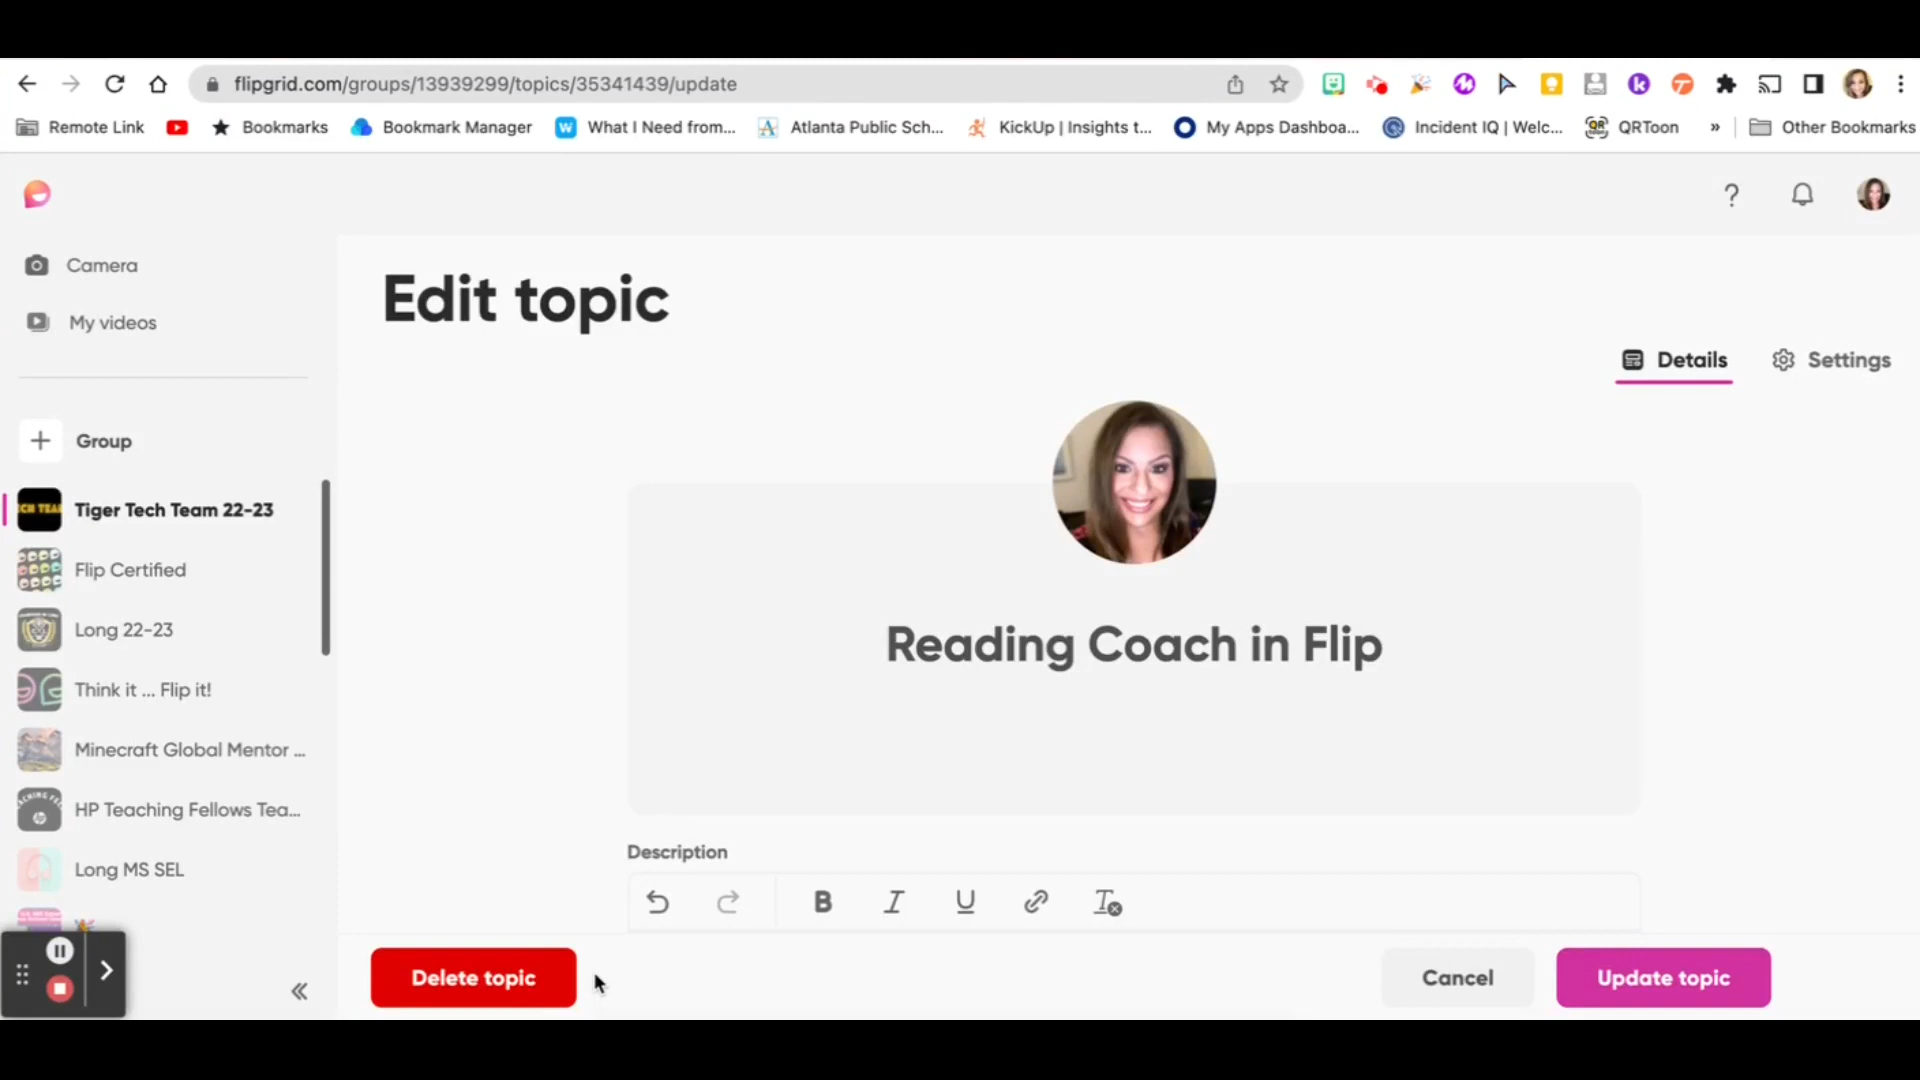 flipgrid.com/groups/13939299/topics/35341439/update
Remote Link
Bookmarks
Bookmark Manager
What I Need from...
Atlanta Public Sch...
KickUp | Insights t...
My Apps Dashboa...
Incident IQ | Welc...
QRToon
»
Other Bookmarks
?
Camera
My videos
Edit topic
Details
Settings
Group
Tiger Tech Team 22-23
Flip Certified
Long 22-23
Think it ... Flip it!
Minecraft Global Mentor ...
HP Teaching Fellows Tea...
Long MS SEL
Reading Coach in Flip
Description
B I U
Delete topic
Cancel
Update topic